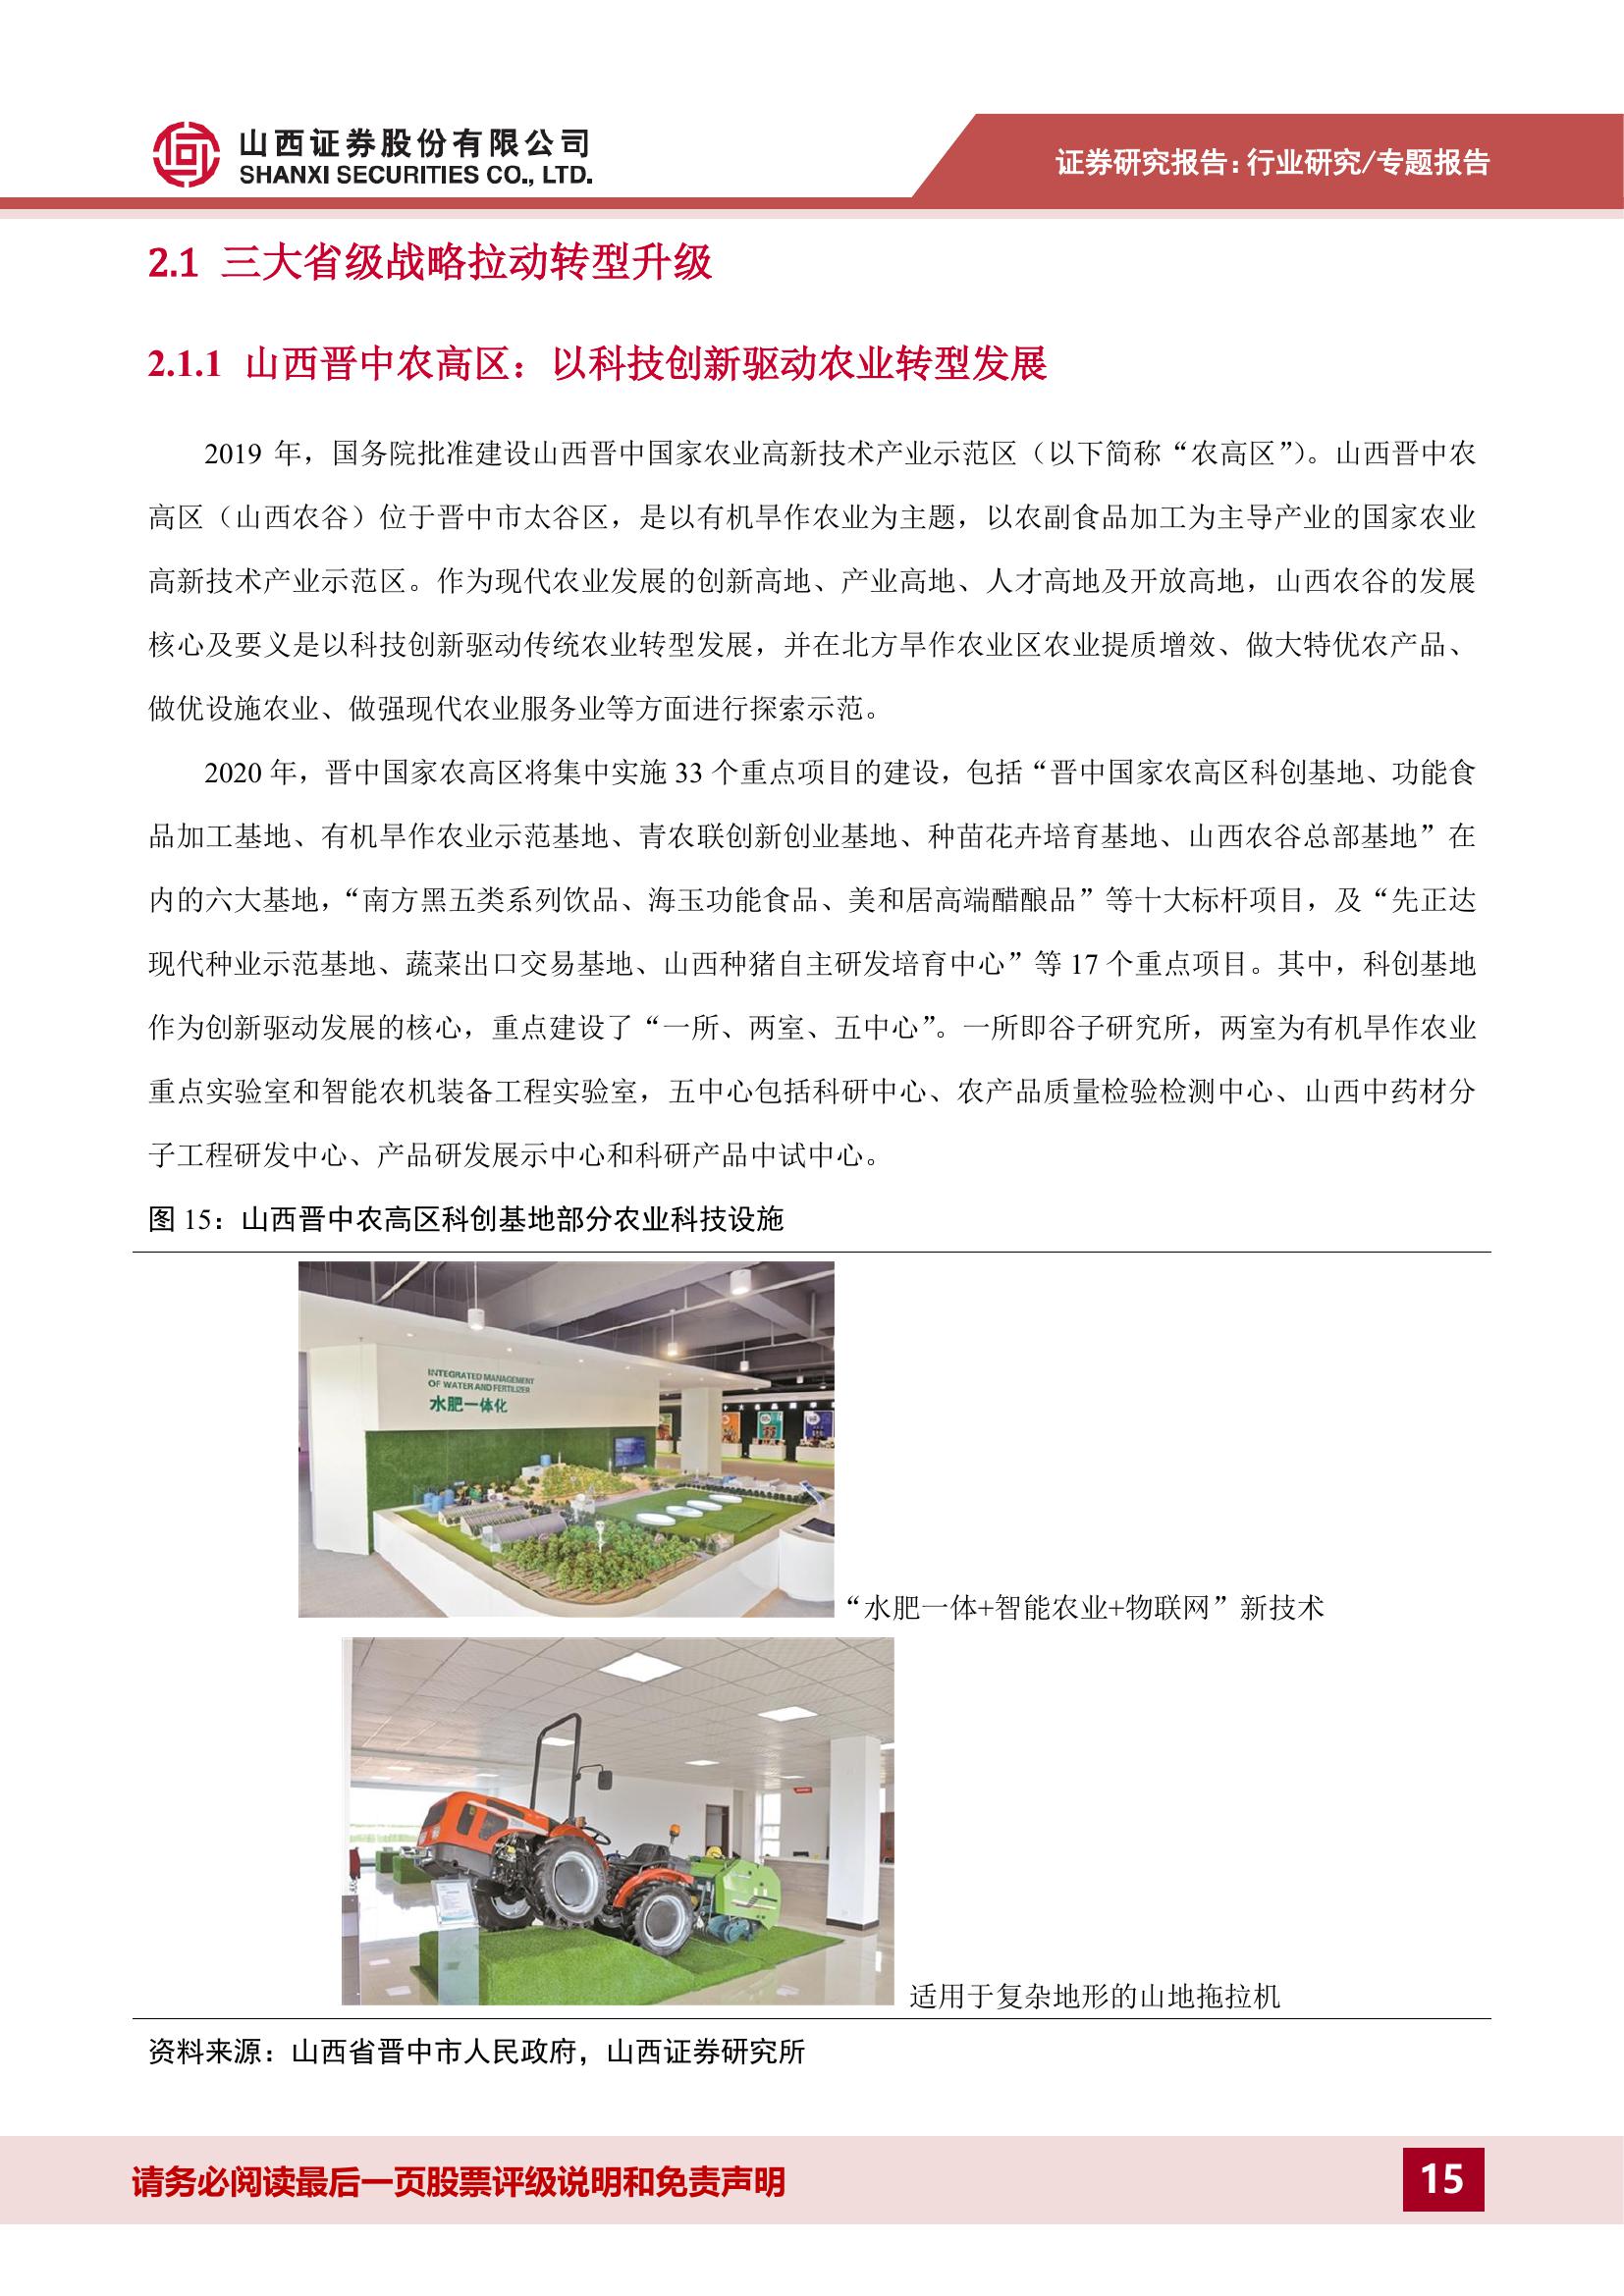 山西证券股份有限公司
SHANXI SECURITIES CO., LTD.
证券研究报告：行业研究/专题报告
2.1 三大省级战略拉动转型升级
2.1.1 山西晋中农高区：以科技创新驱动农业转型发展
2019 年，国务院批准建设山西晋中国家农业高新技术产业示范区（以下简称“农高区”）。山西晋中农
高区（山西农谷）位于晋中市太谷区，是以有机旱作农业为主题，以农副食品加工为主导产业的国家农业
高新技术产业示范区。作为现代农业发展的创新高地、产业高地、人才高地及开放高地，山西农谷的发展
核心及要义是以科技创新驱动传统农业转型发展，并在北方旱作农业区农业提质增效、做大特优农产品、
做优设施农业、做强现代农业服务业等方面进行探索示范。
2020 年，晋中国家农高区将集中实施 33 个重点项目的建设，包括“晋中国家农高区科创基地、功能食
品加工基地、有机旱作农业示范基地、青农联创新创业基地、种苗花卉培育基地、山西农谷总部基地”在
内的六大基地，“南方黑五类系列饮品、海玉功能食品、美和居高端醋酿品”等十大标杆项目，及“先正达
现代种业示范基地、蔬菜出口交易基地、山西种猪自主研发培育中心”等 17 个重点项目。其中，科创基地
作为创新驱动发展的核心，重点建设了“一所、两室、五中心”。一所即谷子研究所，两室为有机旱作农业
重点实验室和智能农机装备工程实验室，五中心包括科研中心、农产品质量检验检测中心、山西中药材分
子工程研发中心、产品研发展示中心和科研产品中试中心。
图 15：山西晋中农高区科创基地部分农业科技设施
INTEGRATED MANAGEMENT
OF WATER AND FERTILIZER
水肥一体化
“水肥一体+智能农业+物联网”新技术
适用于复杂地形的山地拖拉机
资料来源：山西省晋中市人民政府，山西证券研究所
请务必阅读最后一页股票评级说明和免责声明
15